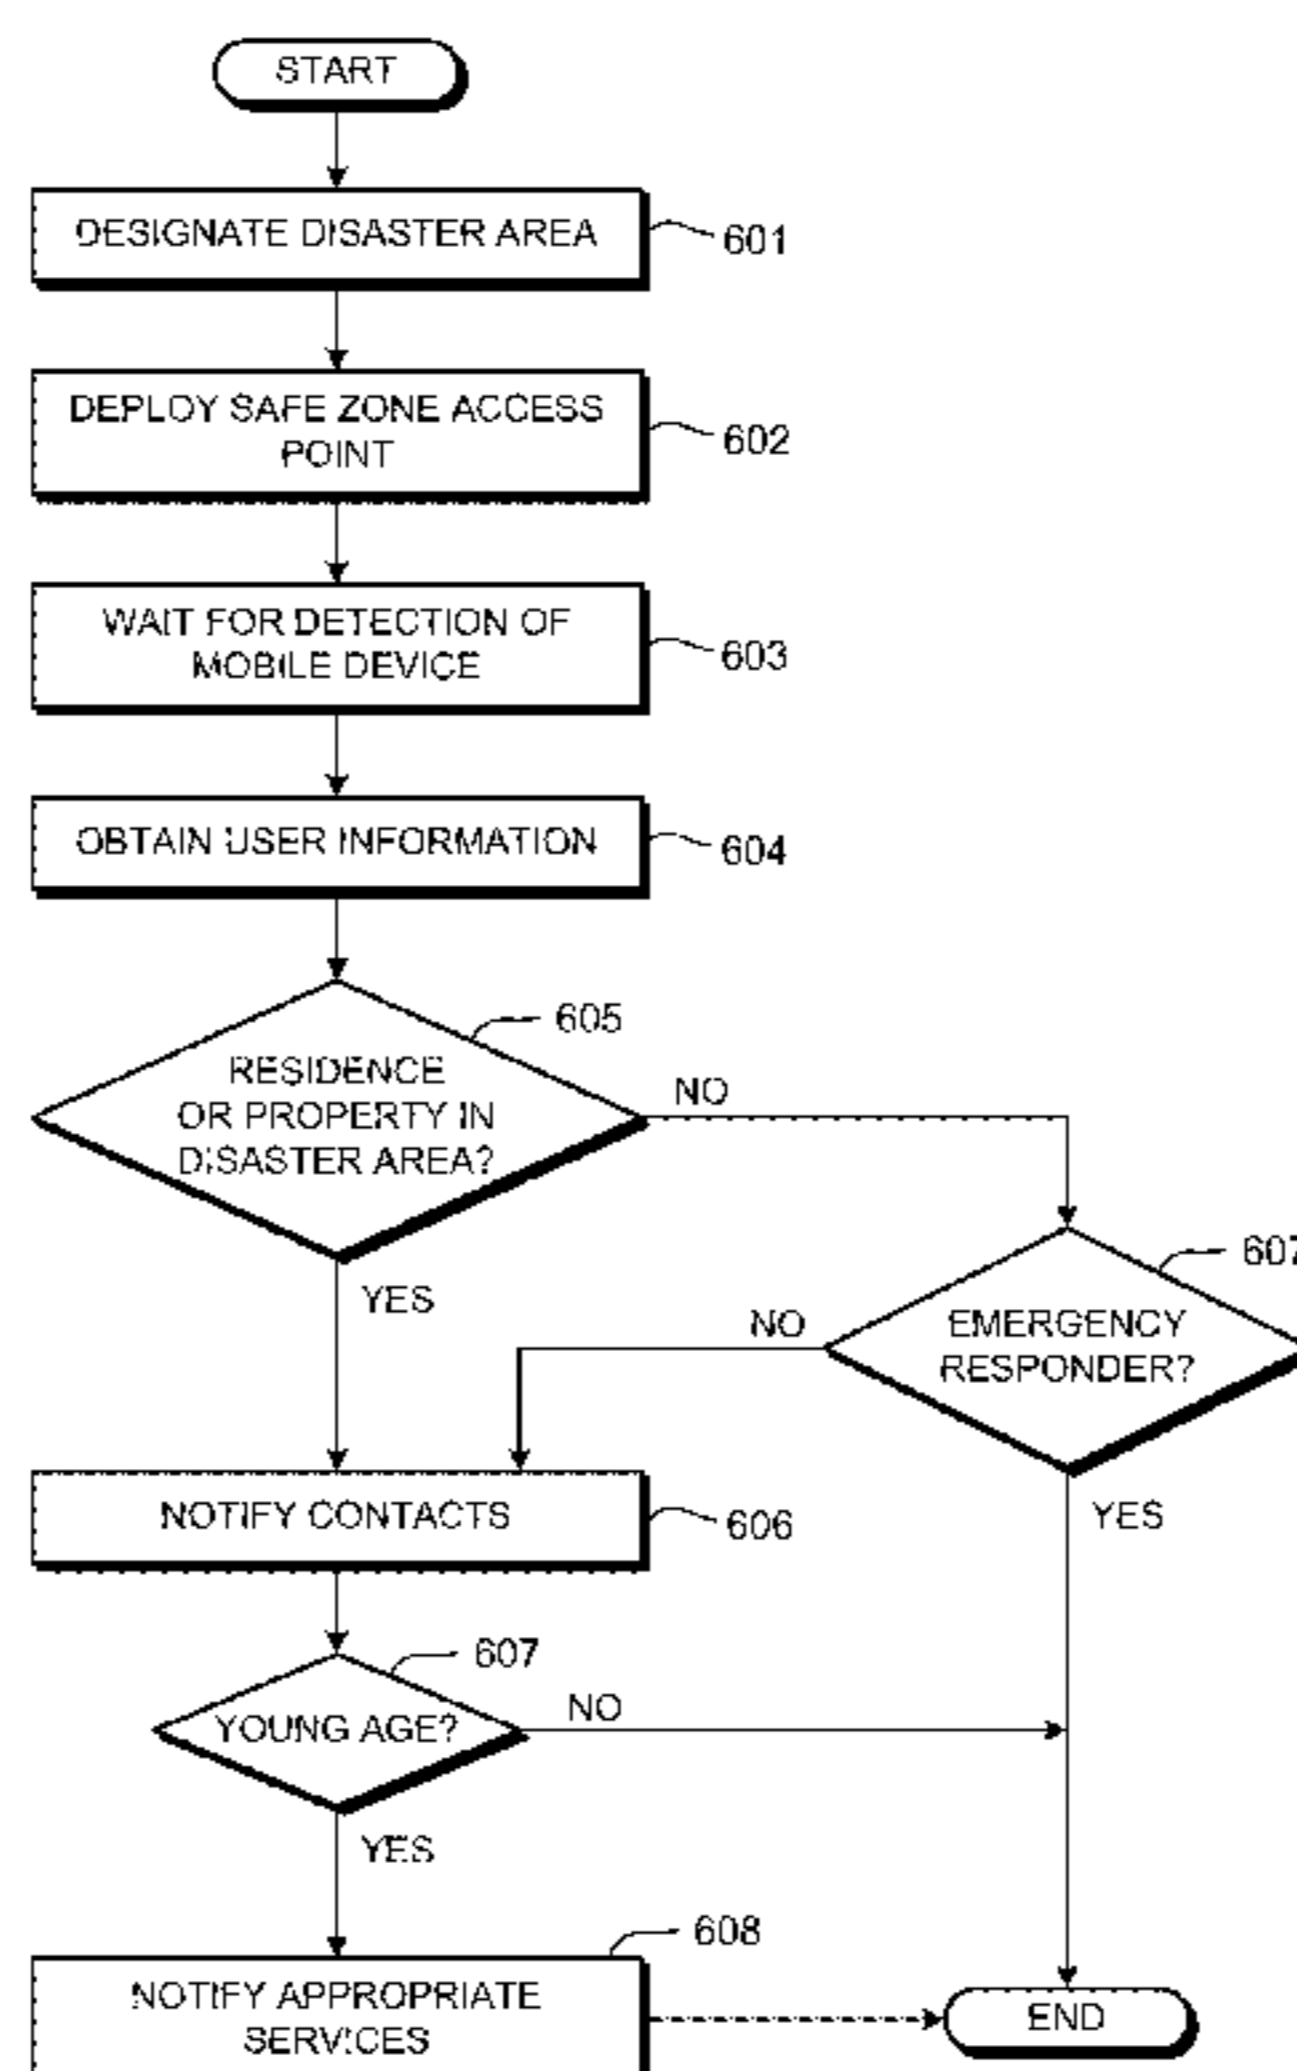 START
DESIGNATE DISASTER AREA
601
DEPLOY SAFE ZONE ACCESS
POINT
602
WAIT FOR DETECTION OF
MOBILE DEVICE
603
OBTAIN USER INFORMATION
604
605
RESIDENCE
OR PROPERTY IN
DISASTER AREA?
NO
YES
607
EMERGENCY
RESPONDER?
NO
YES
NOTIFY CONTACTS
606
607
YOUNG AGE?
NO
YES
608
NOTIFY APPROPRIATE
SERVICES
END